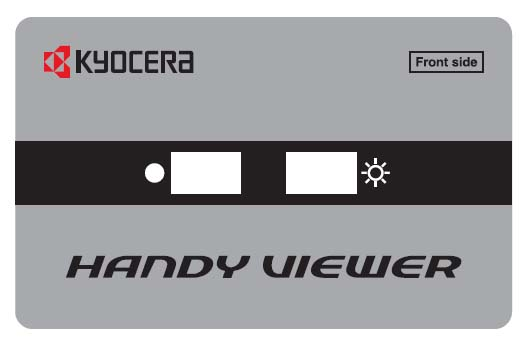 KYOCERA
Front side
HANDY VIEWER